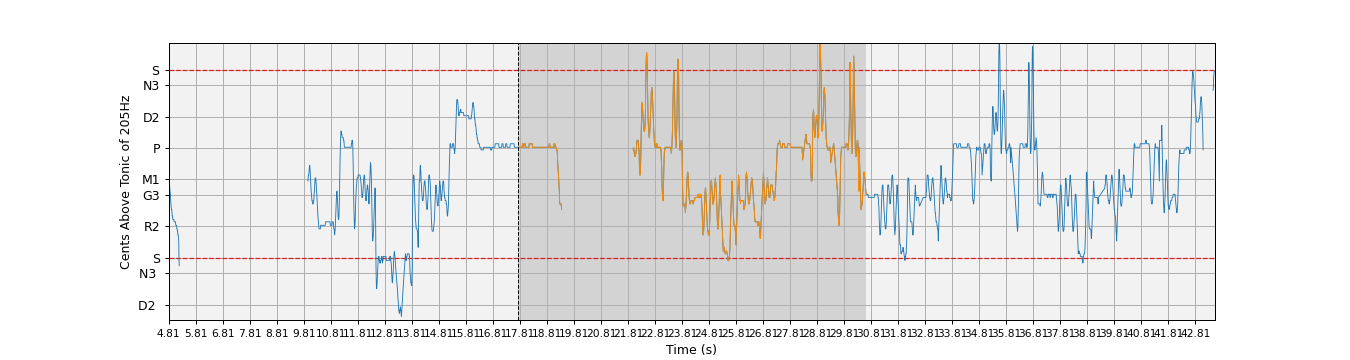 Cents Above Tonic of 205Hz
S
N3
D2
P
M1
G3
R2
S
N3
D2
4.81 5.81 6.81 7.81 8.81 9.81 10.81 11.81 12.81 13.81 14.81 15.81 16.81 17.81 18.81 19.81 20.81 21.81 22.81 23.81 24.81 25.81 26.81 27.81 28.81 29.81 30.81 31.81 32.81 33.81 34.81 35.81 36.81 37.81 38.81 39.81 40.81 41.81 42.81
Time (s)